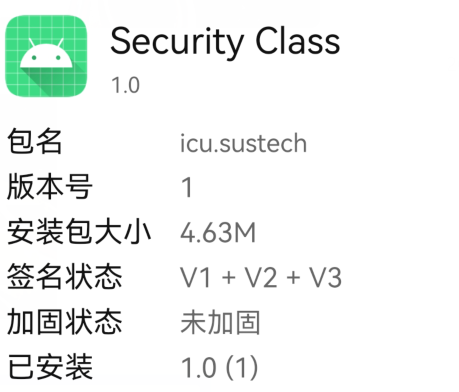 Security Class
1.0
包名 icu.sustech
版本号 1
安装包大小 4.63M
签名状态 V1 + V2 + V3
加固状态 未加固
已安装 1.0 (1)